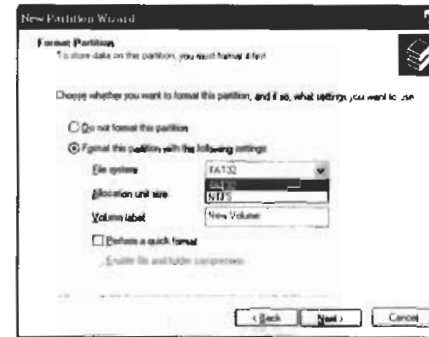 New Partition Wizard
Format Partition
To store data on this partition, you must format it first.
Choose whether you want to format this partition, and if so, what settings you want to use.
Do not format this partition
Format this partition with the following settings:
File system FAT32
FAT32
Allocation unit size NTFS
Volume label New Volume
Perform a quick format
Enable file and folder compression
< Back Next > Cancel